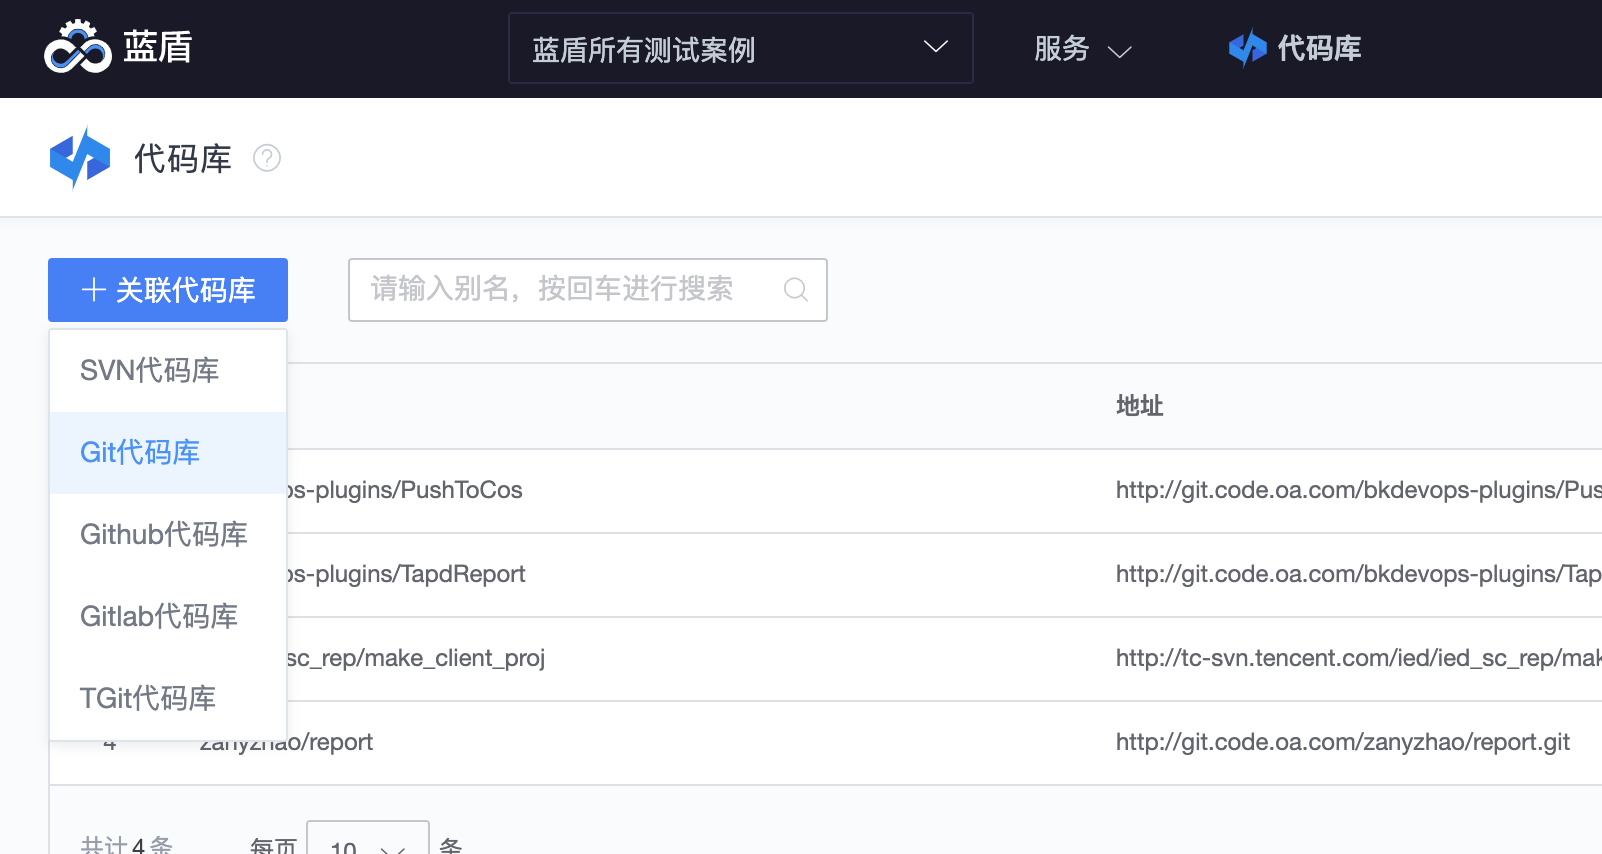 蓝盾
蓝盾所有测试案例
服务
代码库
代码库
关联代码库
请输入别名，按回车进行搜索
SVN代码库
Git代码库
Github代码库
Gitlab代码库
TGit代码库
地址
ps-plugins/PushToCos
http://git.code.oa.com/bkdevops-plugins/Pus
ps-plugins/TapdReport
http://git.code.oa.com/bkdevops-plugins/Tap
sc_rep/make_client_proj
http://tc-svn.tencent.com/ied/ied_sc_rep/mak
4
zanyzhao/report
http://git.code.oa.com/zanyzhao/report.git
共计4条
每页
10
条